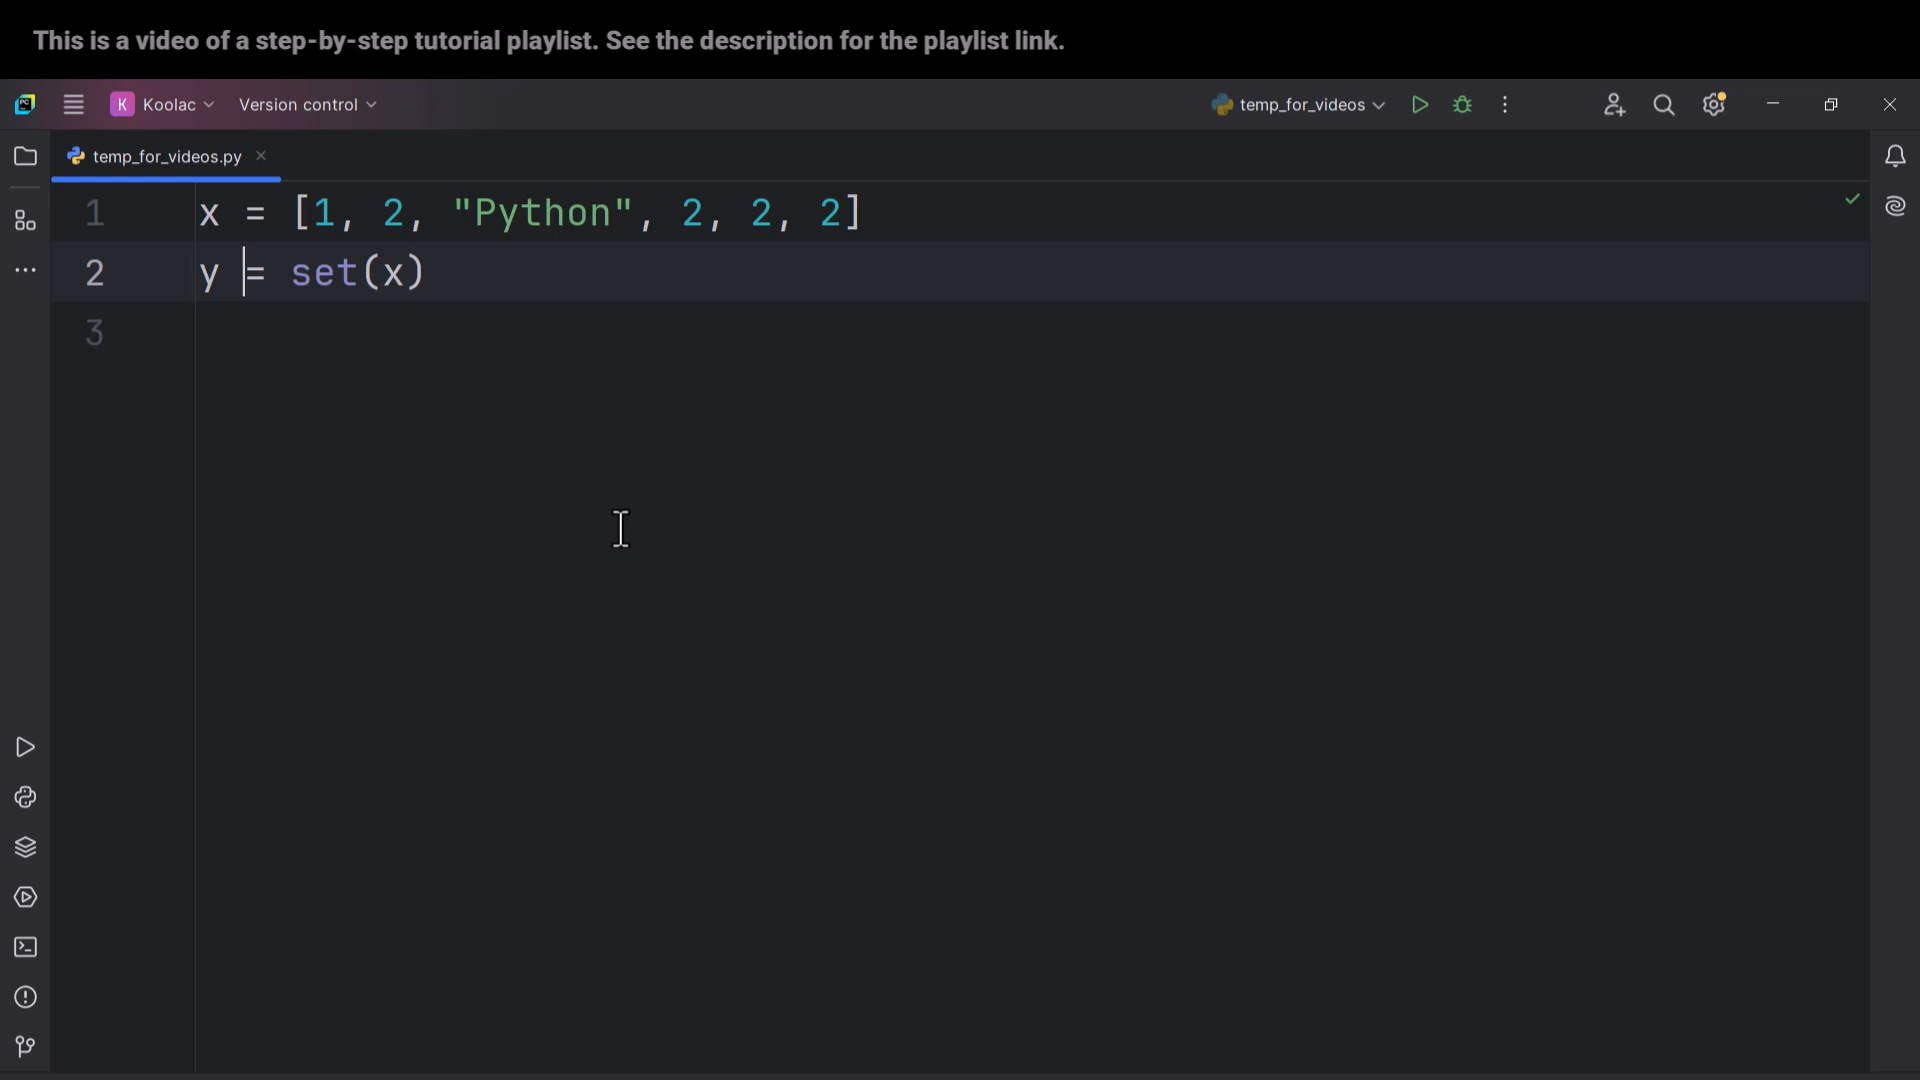 This is a video of a step-by-step tutorial playlist. See the description for the playlist link.
K Koolac Version control temp_for_videos
temp_for_videos.py
1 x = [1, 2, "Python", 2, 2, 2]
2 y = set(x)
3